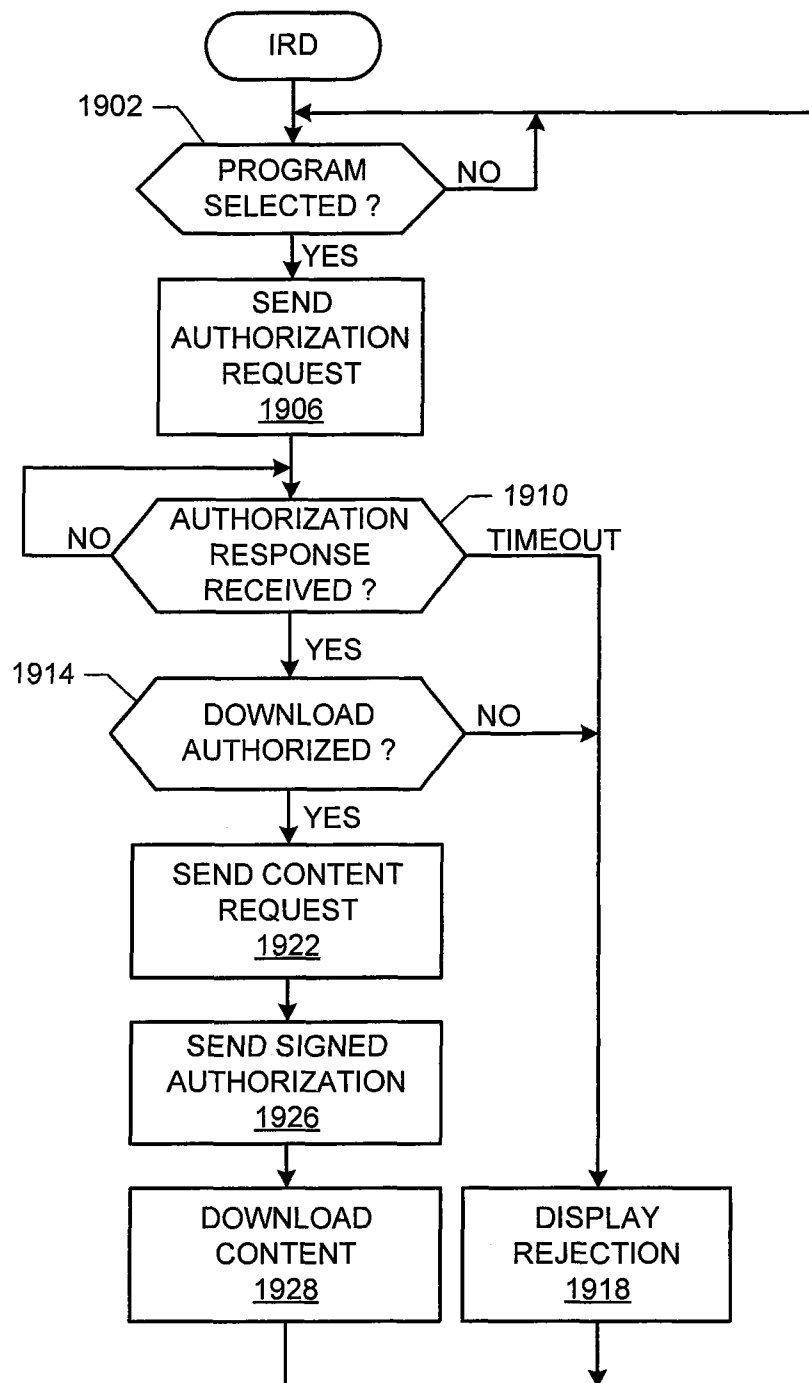 IRD
1902
PROGRAM
SELECTED ?
NO
YES
SEND
AUTHORIZATION
REQUEST
1906
1910
AUTHORIZATION
RESPONSE
RECEIVED ?
NO
TIMEOUT
YES
1914
DOWNLOAD
AUTHORIZED ?
NO
YES
SEND CONTENT
REQUEST
1922
SEND SIGNED
AUTHORIZATION
1926
DOWNLOAD
CONTENT
1928
DISPLAY
REJECTION
1918